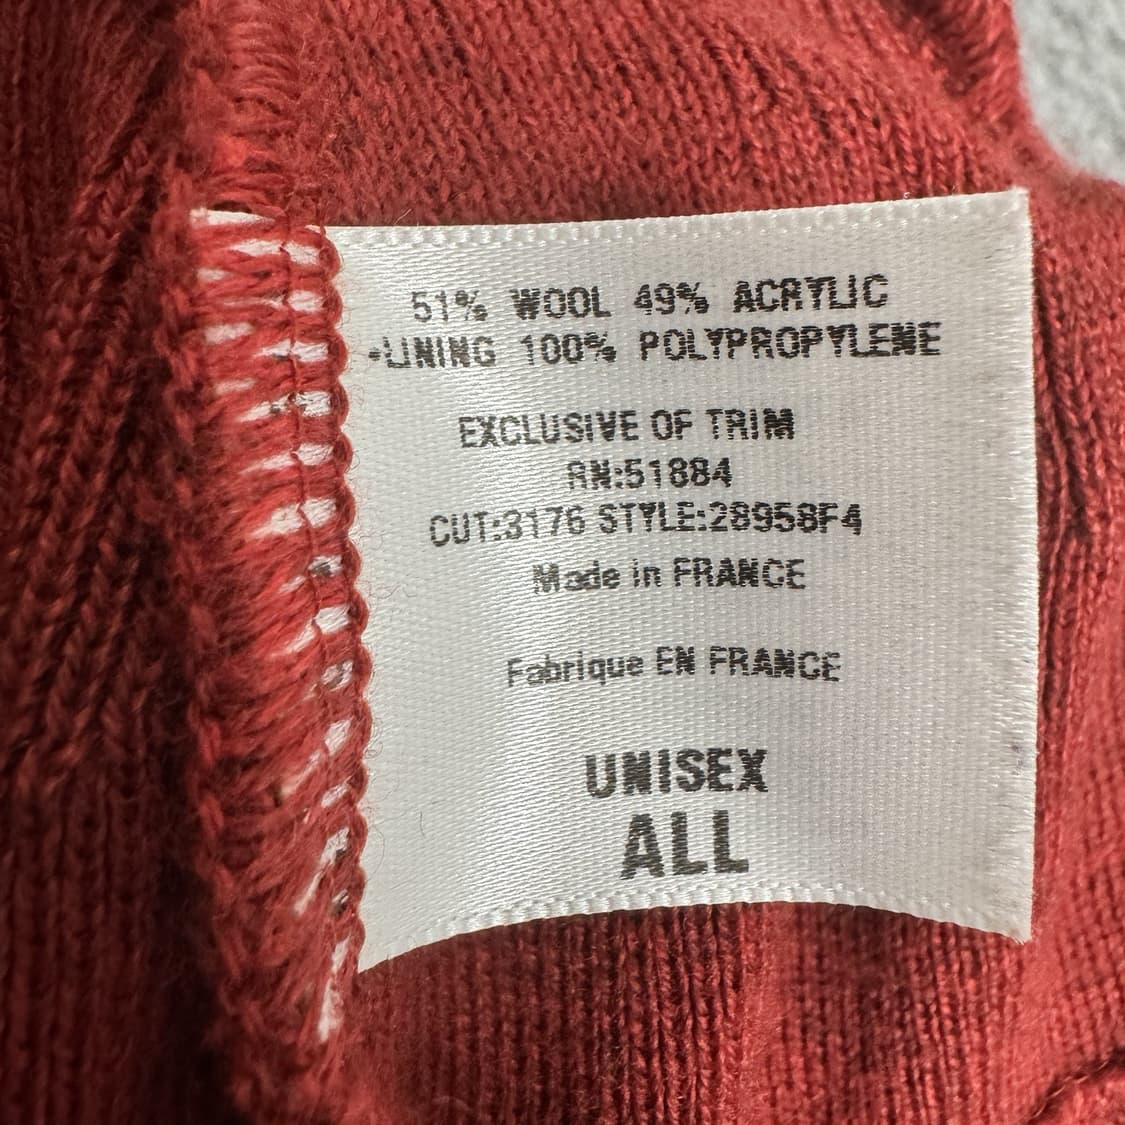 51% WOOL 49% ACRYLIC
-LINING 100% POLYPROPYLENE
EXCLUSIVE OF TRIM
RN:51884
CUT:3176 STYLE:28958F4
Made in FRANCE
Fabrique EN FRANCE
UNISEX
ALL